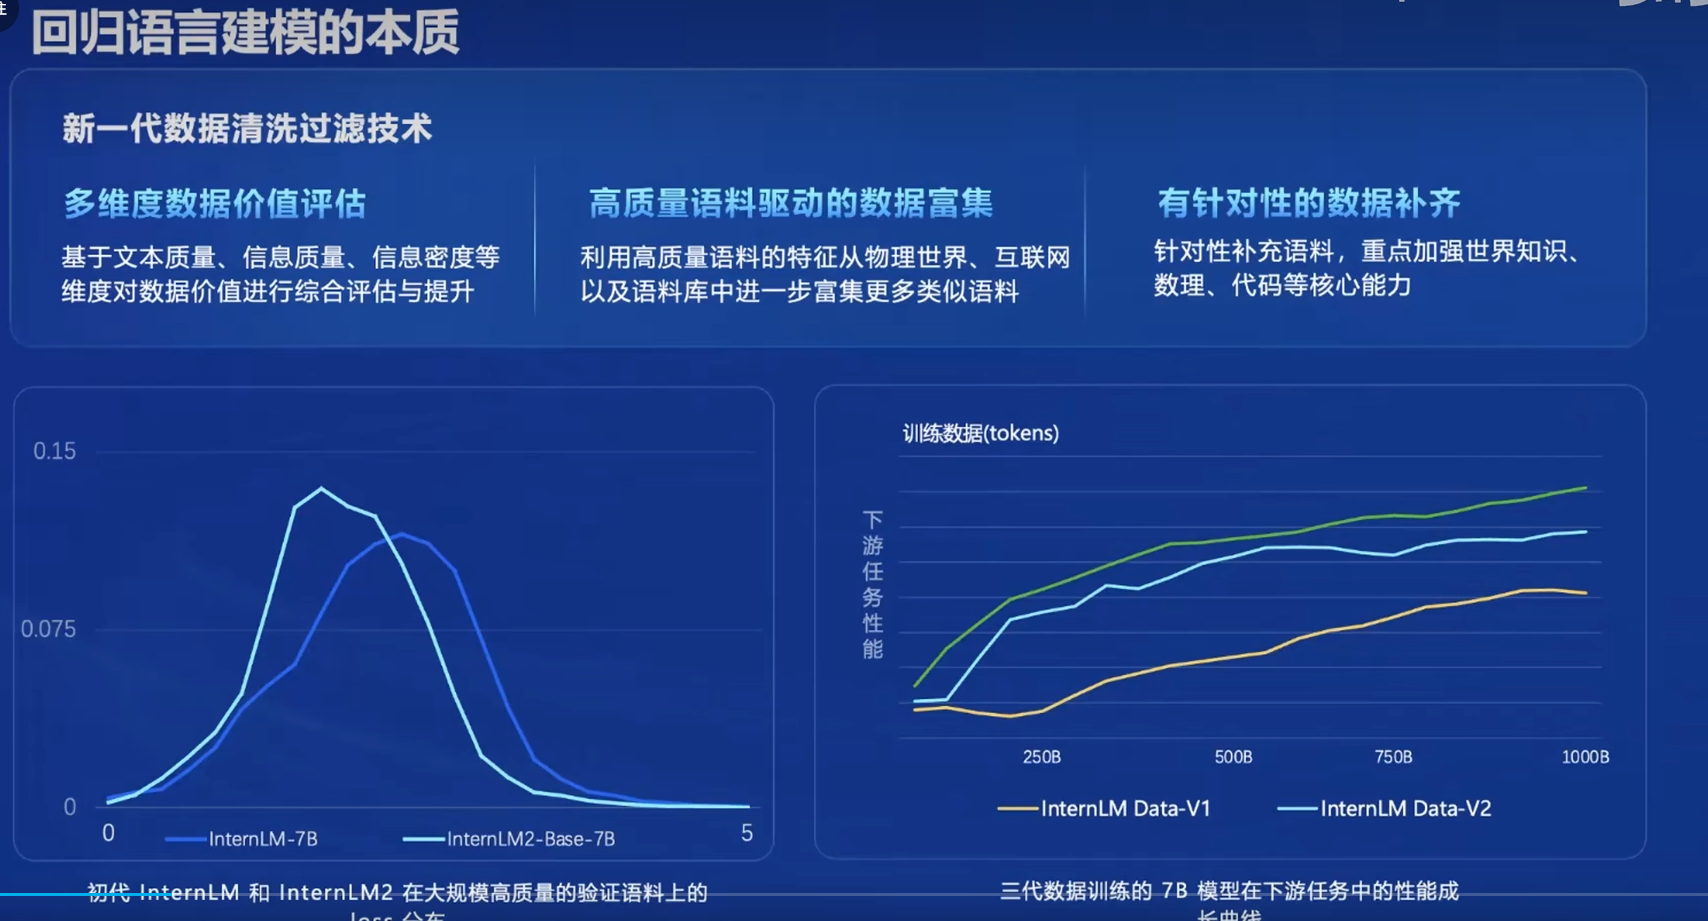 回归语言建模的本质
新一代数据清洗过滤技术
多维度数据价值评估
基于文本质量、信息质量、信息密度等
维度对数据价值进行综合评估与提升
高质量语料驱动的数据富集
利用高质量语料的特征从物理世界、互联网
以及语料库中进一步富集更多类似语料
有针对性的数据补齐
针对性补充语料，重点加强世界知识、
数理、代码等核心能力
0.15
0.075
0
0
5
InternLM-7B
InternLM2-Base-7B
初代 InternLM 和 InternLM2 在大规模高质量的验证语料上的
loss 分布
训练数据(tokens)
下游任务性能
250B
500B
750B
1000B
InternLM Data-V1
InternLM Data-V2
三代数据训练的 7B 模型在下游任务中的性能成
长曲线